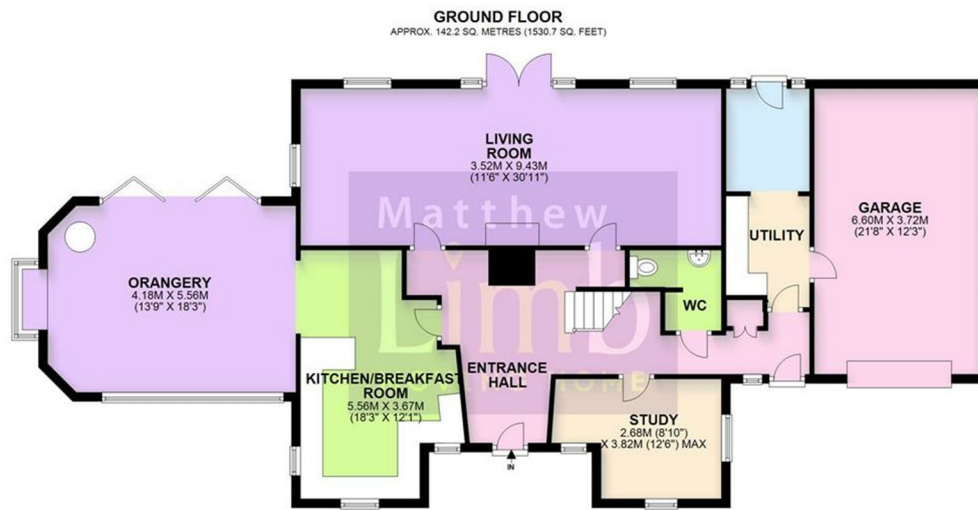 GROUND FLOOR
APPROX. 142.2 SQ. METRES (1530.7 SQ. FEET)
LIVING
ROOM
3.52M X 9.43M
(11'6" X 30'11")
GARAGE
6.60M X 3.72M
(21'8" X 12'3")
Matthew
Limb
MOVING HOME
UTILITY
ORANGERY
4.18M X 5.56M
(13'9" X 18'3")
WC
ENTRANCE
HALL
KITCHEN/BREAKFAST
ROOM
5.56M X 3.67M
(18'3" X 12'1")
STUDY
2.68M (8'10")
X 3.82M (12'6") MAX
IN